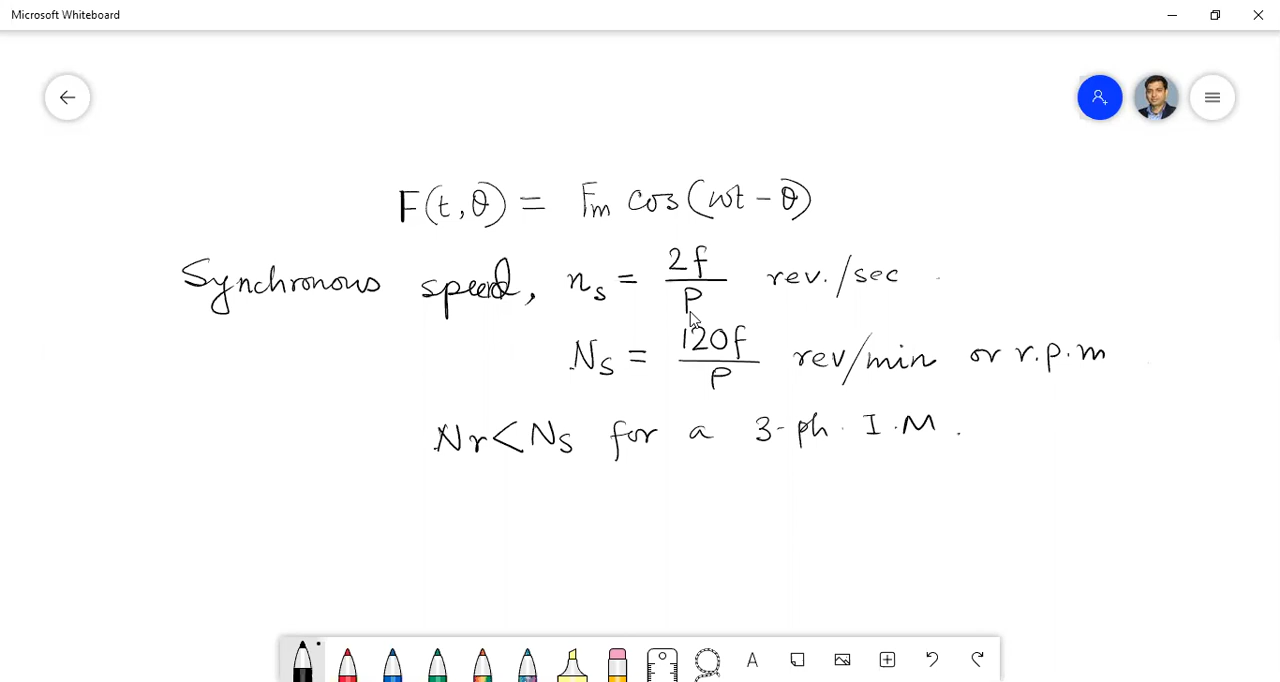 Microsoft Whiteboard
F(t,θ) = Fm cos(ωt - θ)
Synchronous speed, ns = 2f/P rev./sec
Ns = 120f/P rev/min or r.p.m
Nr < Ns for a 3-ph. I.M.
A